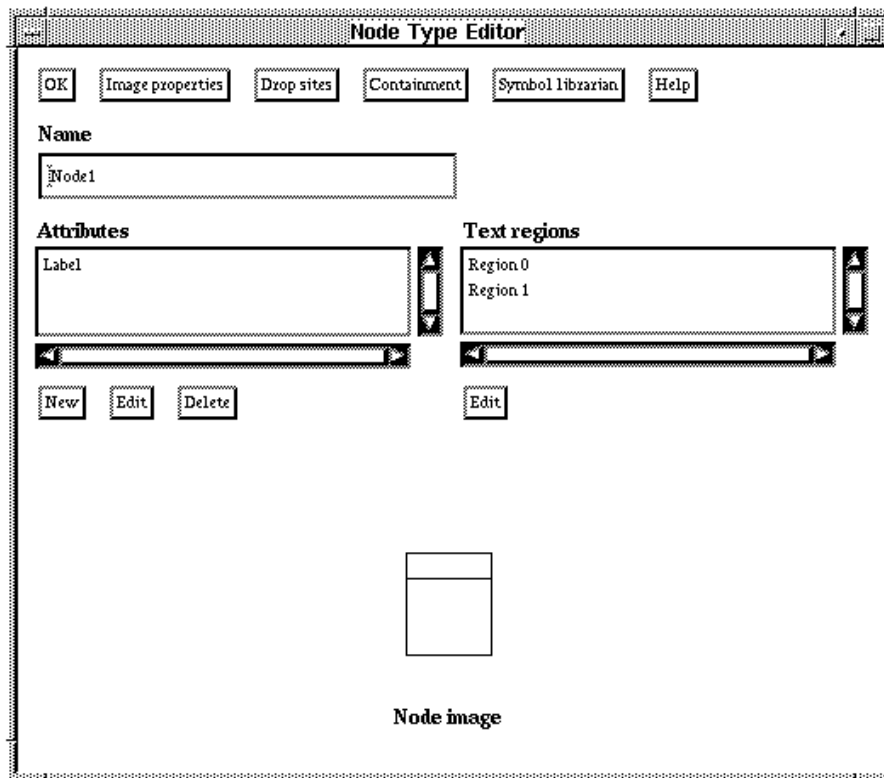 Node Type Editor
OK Image properties Drop sites Containment Symbol librarian Help
Name
Node1
Attributes Text regions
Label Region 0
Region 1
New Edit Delete Edit
Node image